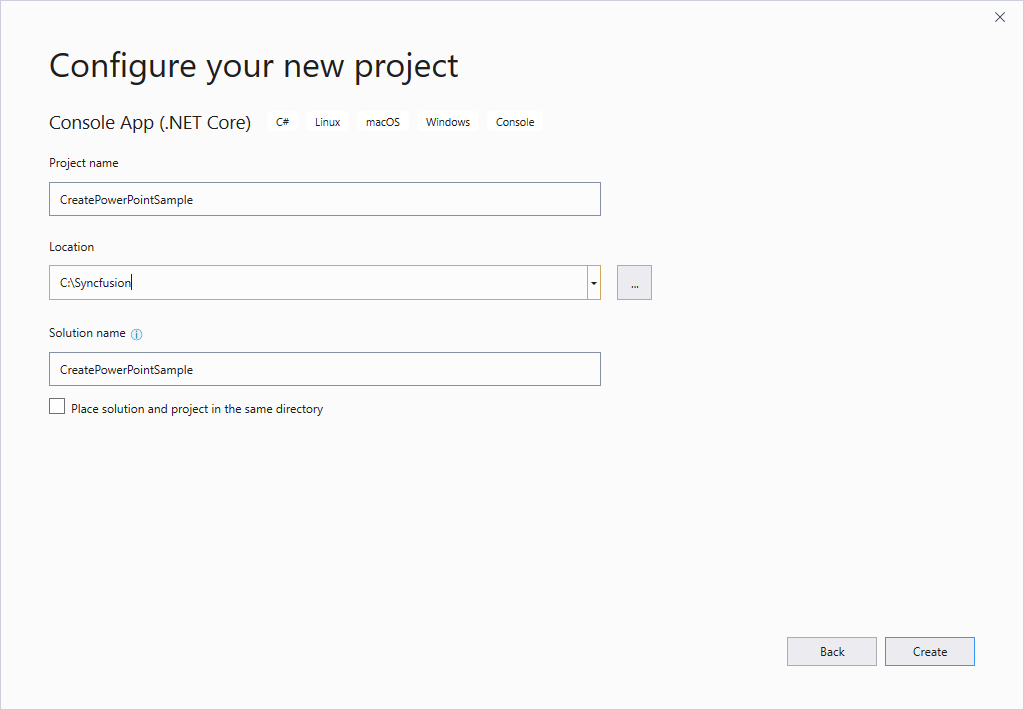 Configure your new project
Console App (.NET Core) C# Linux macOS Windows Console
Project name
CreatePowerPointSample
Location
C:\Syncfusion
...
Solution name
CreatePowerPointSample
Place solution and project in the same directory
Back Create